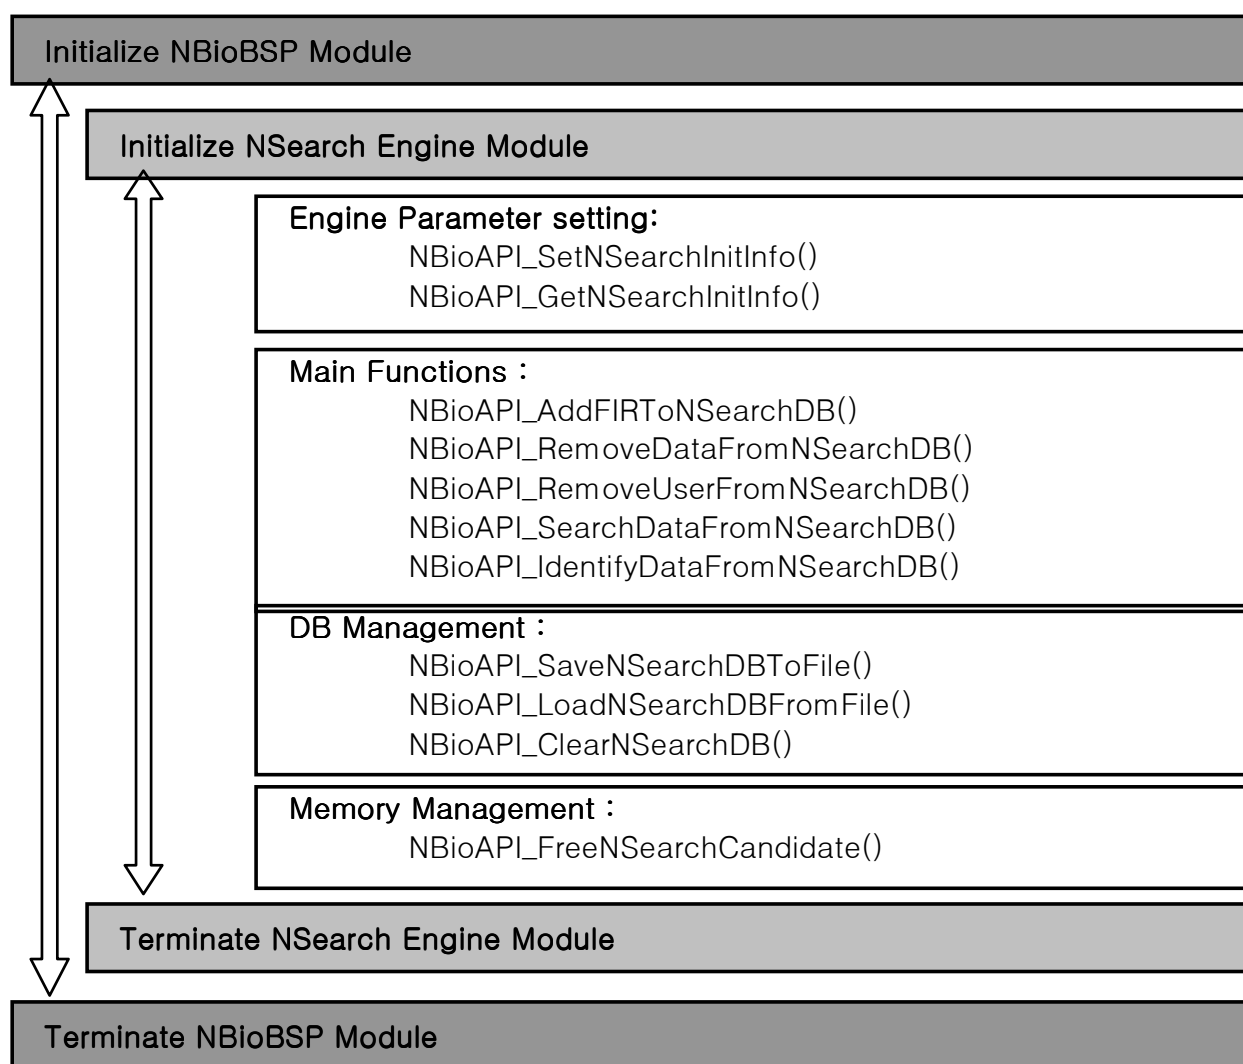 Initialize NBioBSP Module
Initialize NSearch Engine Module
Engine Parameter setting:
NBioAPI_SetNSearchInitInfo()
NBioAPI_GetNSearchInitInfo()
Main Functions :
NBioAPI_AddFIRToNSearchDB()
NBioAPI_RemoveDataFromNSearchDB()
NBioAPI_RemoveUserFromNSearchDB()
NBioAPI_SearchDataFromNSearchDB()
NBioAPI_IdentifyDataFromNSearchDB()
DB Management :
NBioAPI_SaveNSearchDBToFile()
NBioAPI_LoadNSearchDBFromFile()
NBioAPI_ClearNSearchDB()
Memory Management :
NBioAPI_FreeNSearchCandidate()
Terminate NSearch Engine Module
Terminate NBioBSP Module